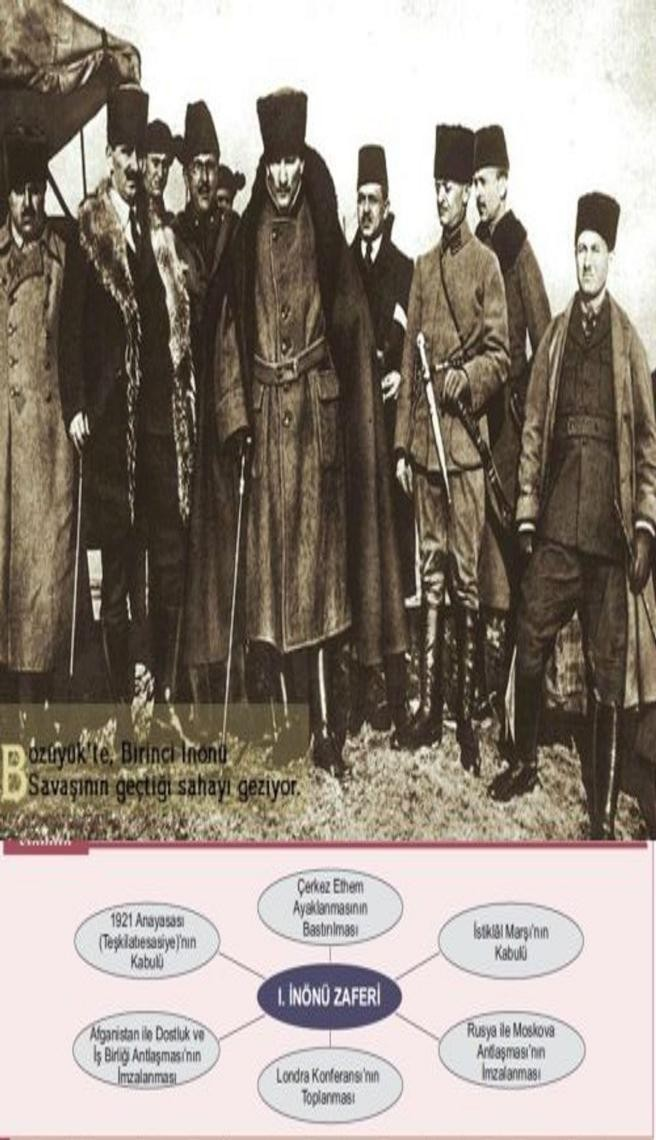 Bozüyük'te, Birinci İnönü
Savaşının geçtiği sahayı geziyor.
Çerkez Ethem
Ayaklanmasının
Bastırılması
1921 Anayasası
(Teşkilatıesasiye)'nın
Kabulü
İstiklâl Marşı'nın
Kabulü
I. İNÖNÜ ZAFERİ
Afganistan ile Dostluk ve
İş Birliği Antlaşması'nın
İmzalanması
Rusya ile Moskova
Antlaşması'nın
İmzalanması
Londra Konferansı'nın
Toplanması